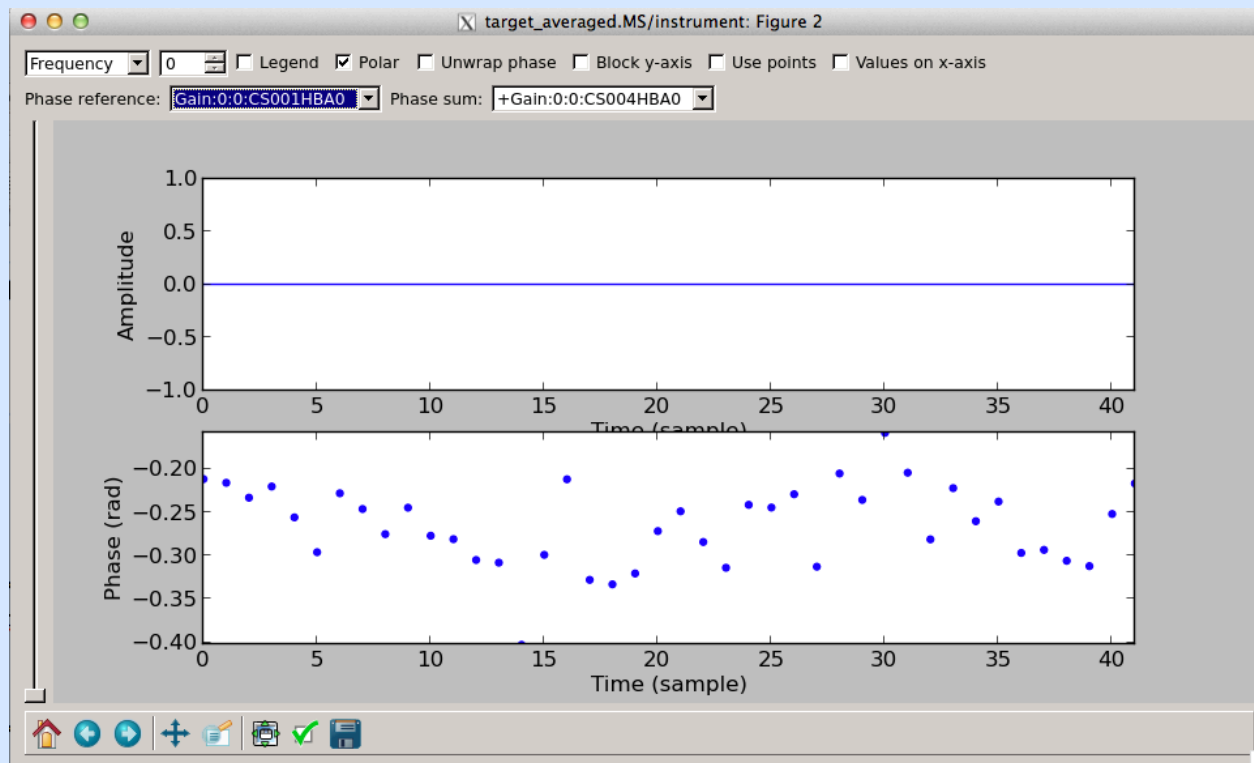 target_averaged.MS/instrument: Figure 2
Frequency 0 Legend Polar Unwrap phase Block y-axis Use points Values on x-axis
Phase reference: Gain:0:0:CS001HBA0 Phase sum: +Gain:0:0:CS004HBA0
1.0
0.5
0.0
−0.5
−1.0
Amplitude
0 5 10 15 20 25 30 35 40
Time (sample)
−0.20
−0.25
−0.30
−0.35
−0.40
Phase (rad)
0 5 10 15 20 25 30 35 40
Time (sample)